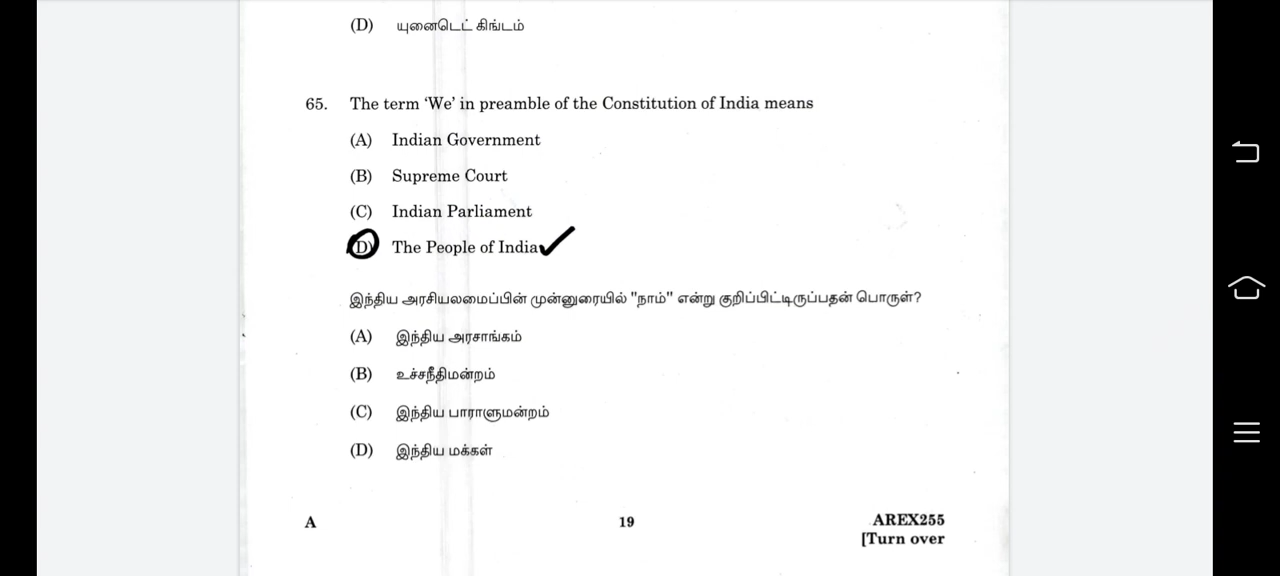 (D) யுனைடெட் கிங்டம்
65. The term ‘We’ in preamble of the Constitution of India means
(A) Indian Government
(B) Supreme Court
(C) Indian Parliament
(D) The People of India
இந்திய அரசியலமைப்பின் முன்னுரையில் "நாம்" என்று குறிப்பிட்டிருப்பதன் பொருள்?
(A) இந்திய அரசாங்கம்
(B) உச்சநீதிமன்றம்
(C) இந்திய பாராளுமன்றம்
(D) இந்திய மக்கள்
A 19 AREX255
[Turn over